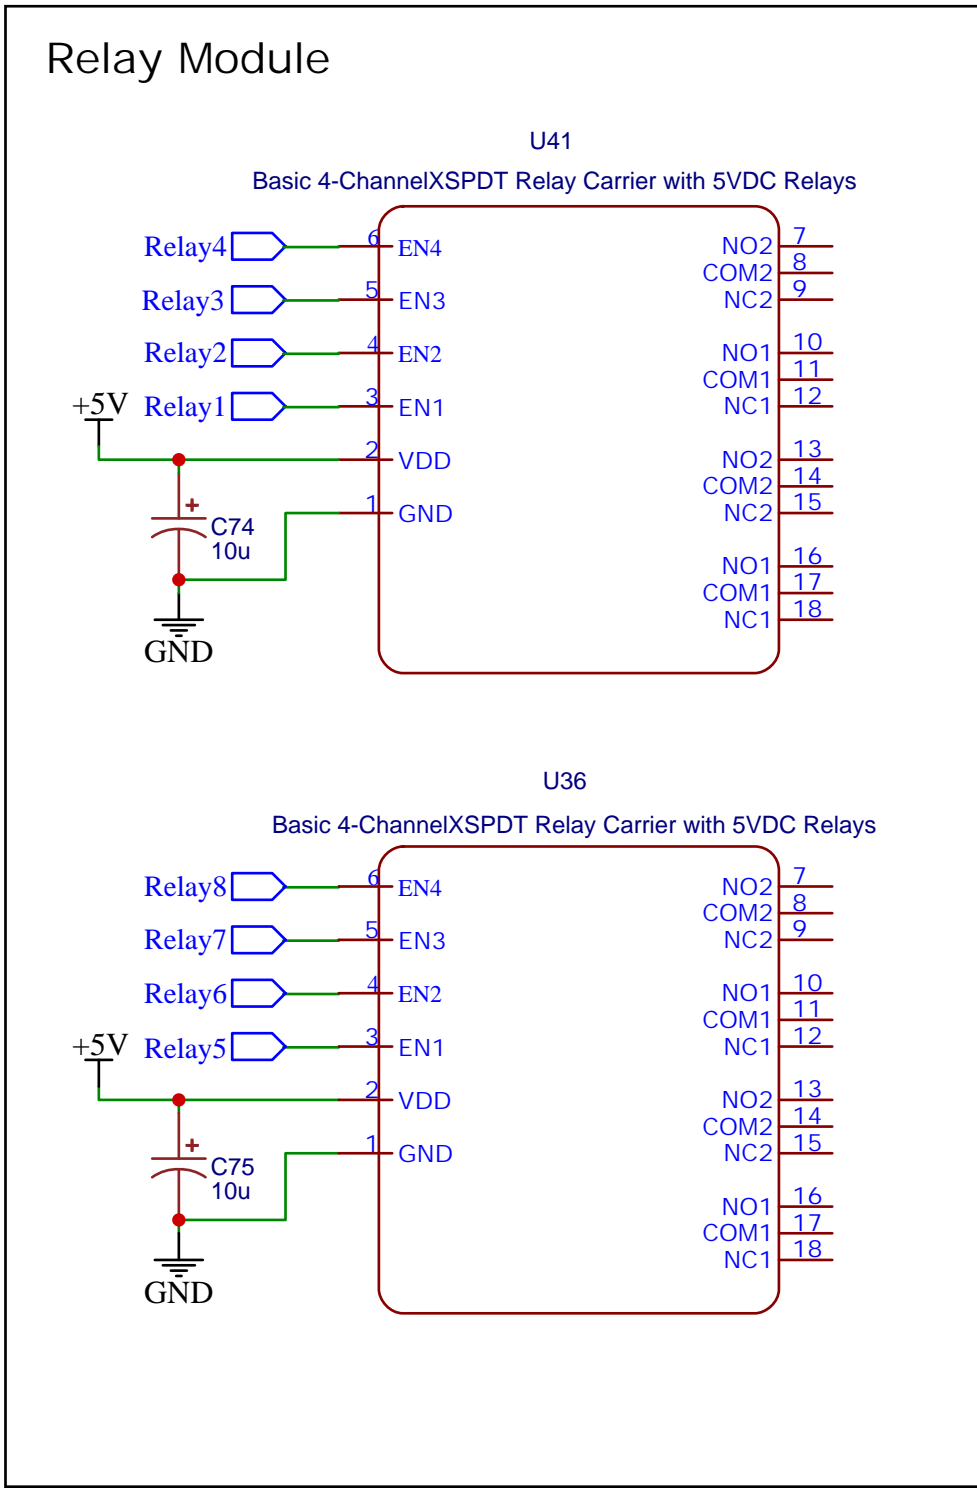 Relay Module
U41
Basic 4-ChannelXSPDT Relay Carrier with 5VDC Relays
Relay4 6 EN4 NO2 7
COM2 8
Relay3 5 EN3 NC2 9
Relay2 4 EN2 NO1 10
COM1 11
+5V Relay1 3 EN1 NC1 12
2 VDD NO2 13
COM2 14
1 GND NC2 15
+
C74
10u
NO1 16
COM1 17
NC1 18
GND
U36
Basic 4-ChannelXSPDT Relay Carrier with 5VDC Relays
Relay8 6 EN4 NO2 7
COM2 8
Relay7 5 EN3 NC2 9
Relay6 4 EN2 NO1 10
COM1 11
+5V Relay5 3 EN1 NC1 12
2 VDD NO2 13
COM2 14
1 GND NC2 15
+
C75
10u
NO1 16
COM1 17
NC1 18
GND